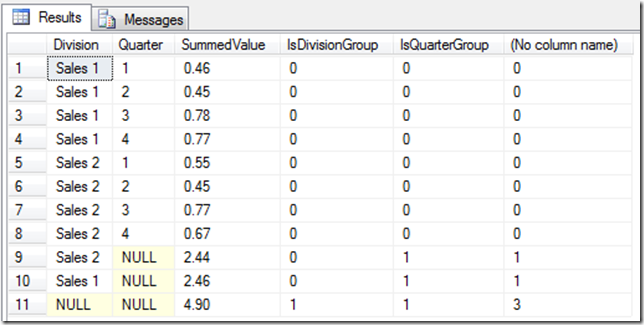 Results Messages
Division Quarter SummedValue IsDivisionGroup IsQuarterGroup (No column name)
1 Sales 1 1 0.46 0 0 0
2 Sales 1 2 0.45 0 0 0
3 Sales 1 3 0.78 0 0 0
4 Sales 1 4 0.77 0 0 0
5 Sales 2 1 0.55 0 0 0
6 Sales 2 2 0.45 0 0 0
7 Sales 2 3 0.77 0 0 0
8 Sales 2 4 0.67 0 0 0
9 Sales 2 NULL 2.44 0 1 1
10 Sales 1 NULL 2.46 0 1 1
11 NULL NULL 4.90 1 1 3